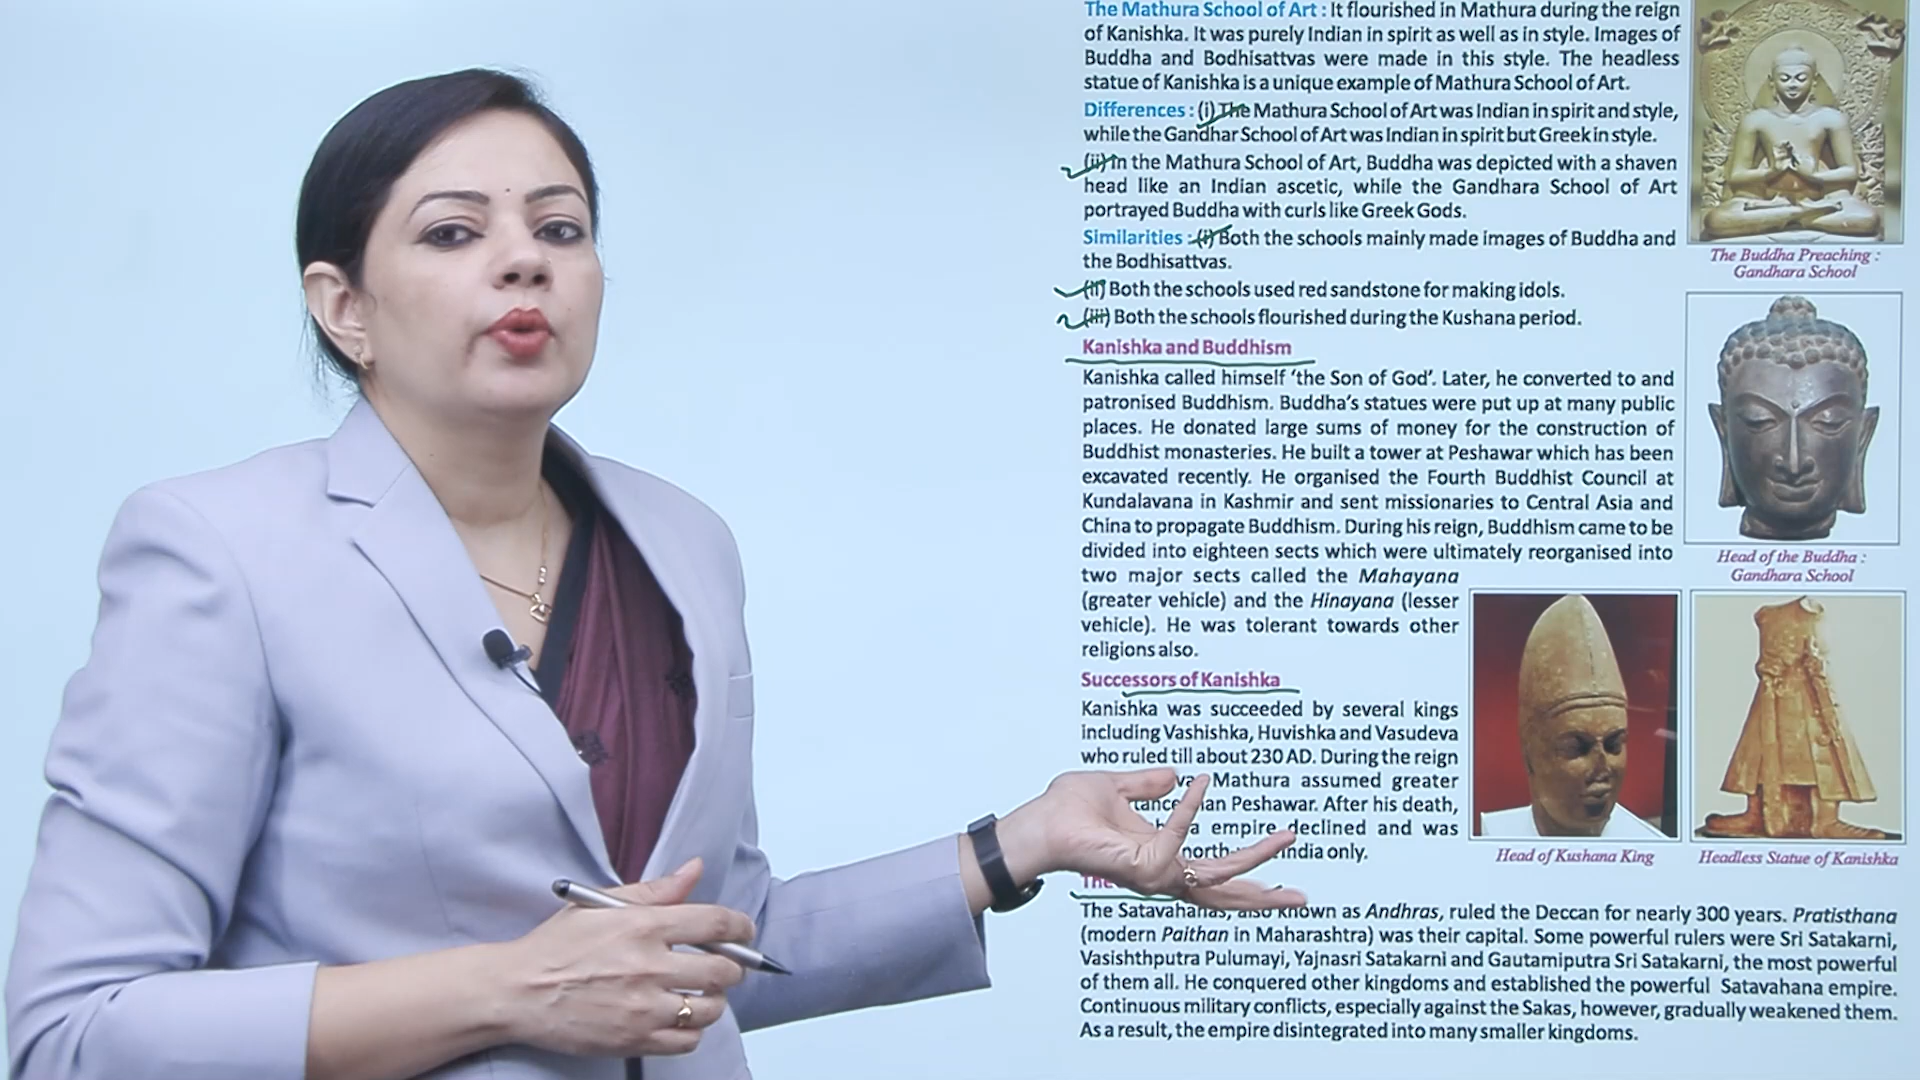 The Mathura School of Art : It flourished in Mathura during the reign
of Kanishka. It was purely Indian in spirit as well as in style. Images of
Buddha and Bodhisattvas were made in this style. The headless
statue of Kanishka is a unique example of Mathura School of Art.
Differences : (i) The Mathura School of Art was Indian in spirit and style,
while the Gandhar School of Art was Indian in spirit but Greek in style.
(ii) In the Mathura School of Art, Buddha was depicted with a shaven
head like an Indian ascetic, while the Gandhara School of Art
portrayed Buddha with curls like Greek Gods.
Similarities : (i) Both the schools mainly made images of Buddha and
the Bodhisattvas.
(ii) Both the schools used red sandstone for making idols.
(iii) Both the schools flourished during the Kushana period.
The Buddha Preaching :
Gandhara School
Kanishka and Buddhism
Kanishka called himself ‘the Son of God’. Later, he converted to and
patronised Buddhism. Buddha’s statues were put up at many public
places. He donated large sums of money for the construction of
Buddhist monasteries. He built a tower at Peshawar which has been
excavated recently. He organised the Fourth Buddhist Council at
Kundalavana in Kashmir and sent missionaries to Central Asia and
China to propagate Buddhism. During his reign, Buddhism came to be
divided into eighteen sects which were ultimately reorganised into
two major sects called the Mahayana
(greater vehicle) and the Hinayana (lesser
vehicle). He was tolerant towards other
religions also.
Head of the Buddha :
Gandhara School
Successors of Kanishka
Kanishka was succeeded by several kings
including Vashishka, Huvishka and Vasudeva
who ruled till about 230 AD. During the reign
Mathura assumed greater
Peshawar. After his death,
empire declined and was
India only.
Head of Kushana King
Headless Statue of Kanishka
The Satavahanas, also known as Andhras, ruled the Deccan for nearly 300 years. Pratisthana
(modern Paithan in Maharashtra) was their capital. Some powerful rulers were Sri Satakarni,
Vasishthputra Pulumayi, Yajnasri Satakarni and Gautamiputra Sri Satakarni, the most powerful
of them all. He conquered other kingdoms and established the powerful Satavahana empire.
Continuous military conflicts, especially against the Sakas, however, gradually weakened them.
As a result, the empire disintegrated into many smaller kingdoms.